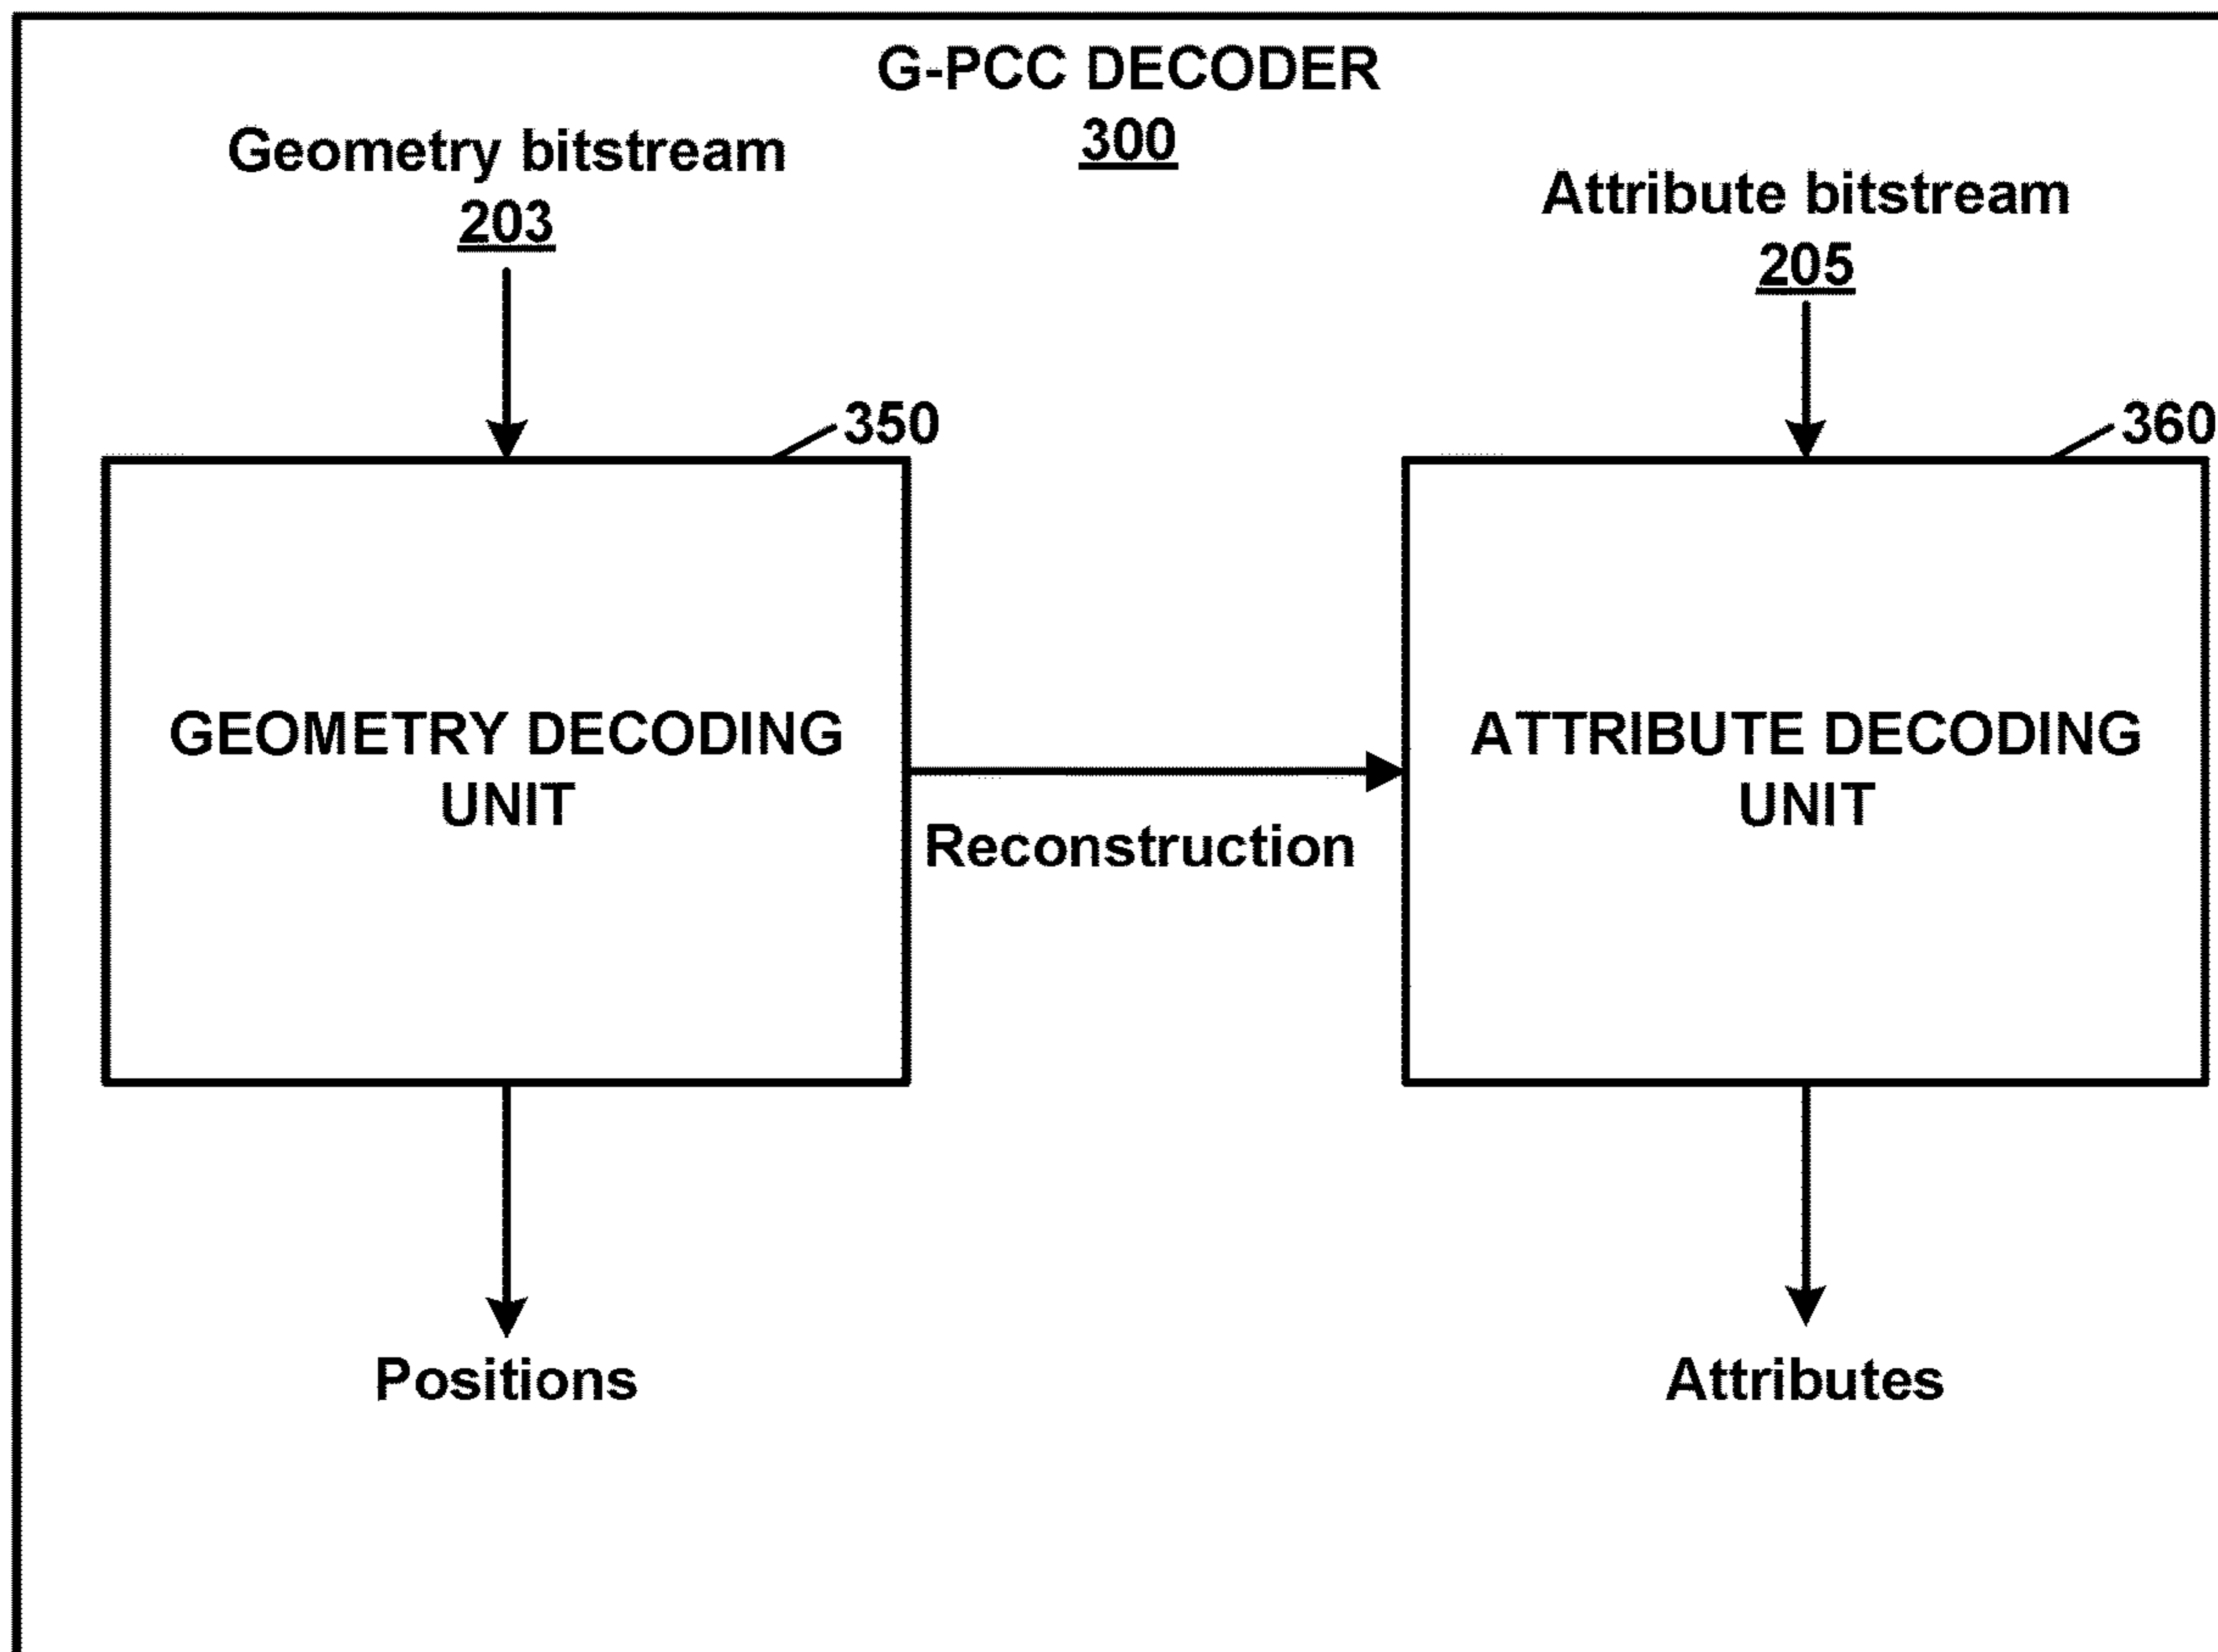 G-PCC DECODER
300
Geometry bitstream
203
Attribute bitstream
205
350
360
GEOMETRY DECODING
UNIT
ATTRIBUTE DECODING
UNIT
Reconstruction
Positions
Attributes